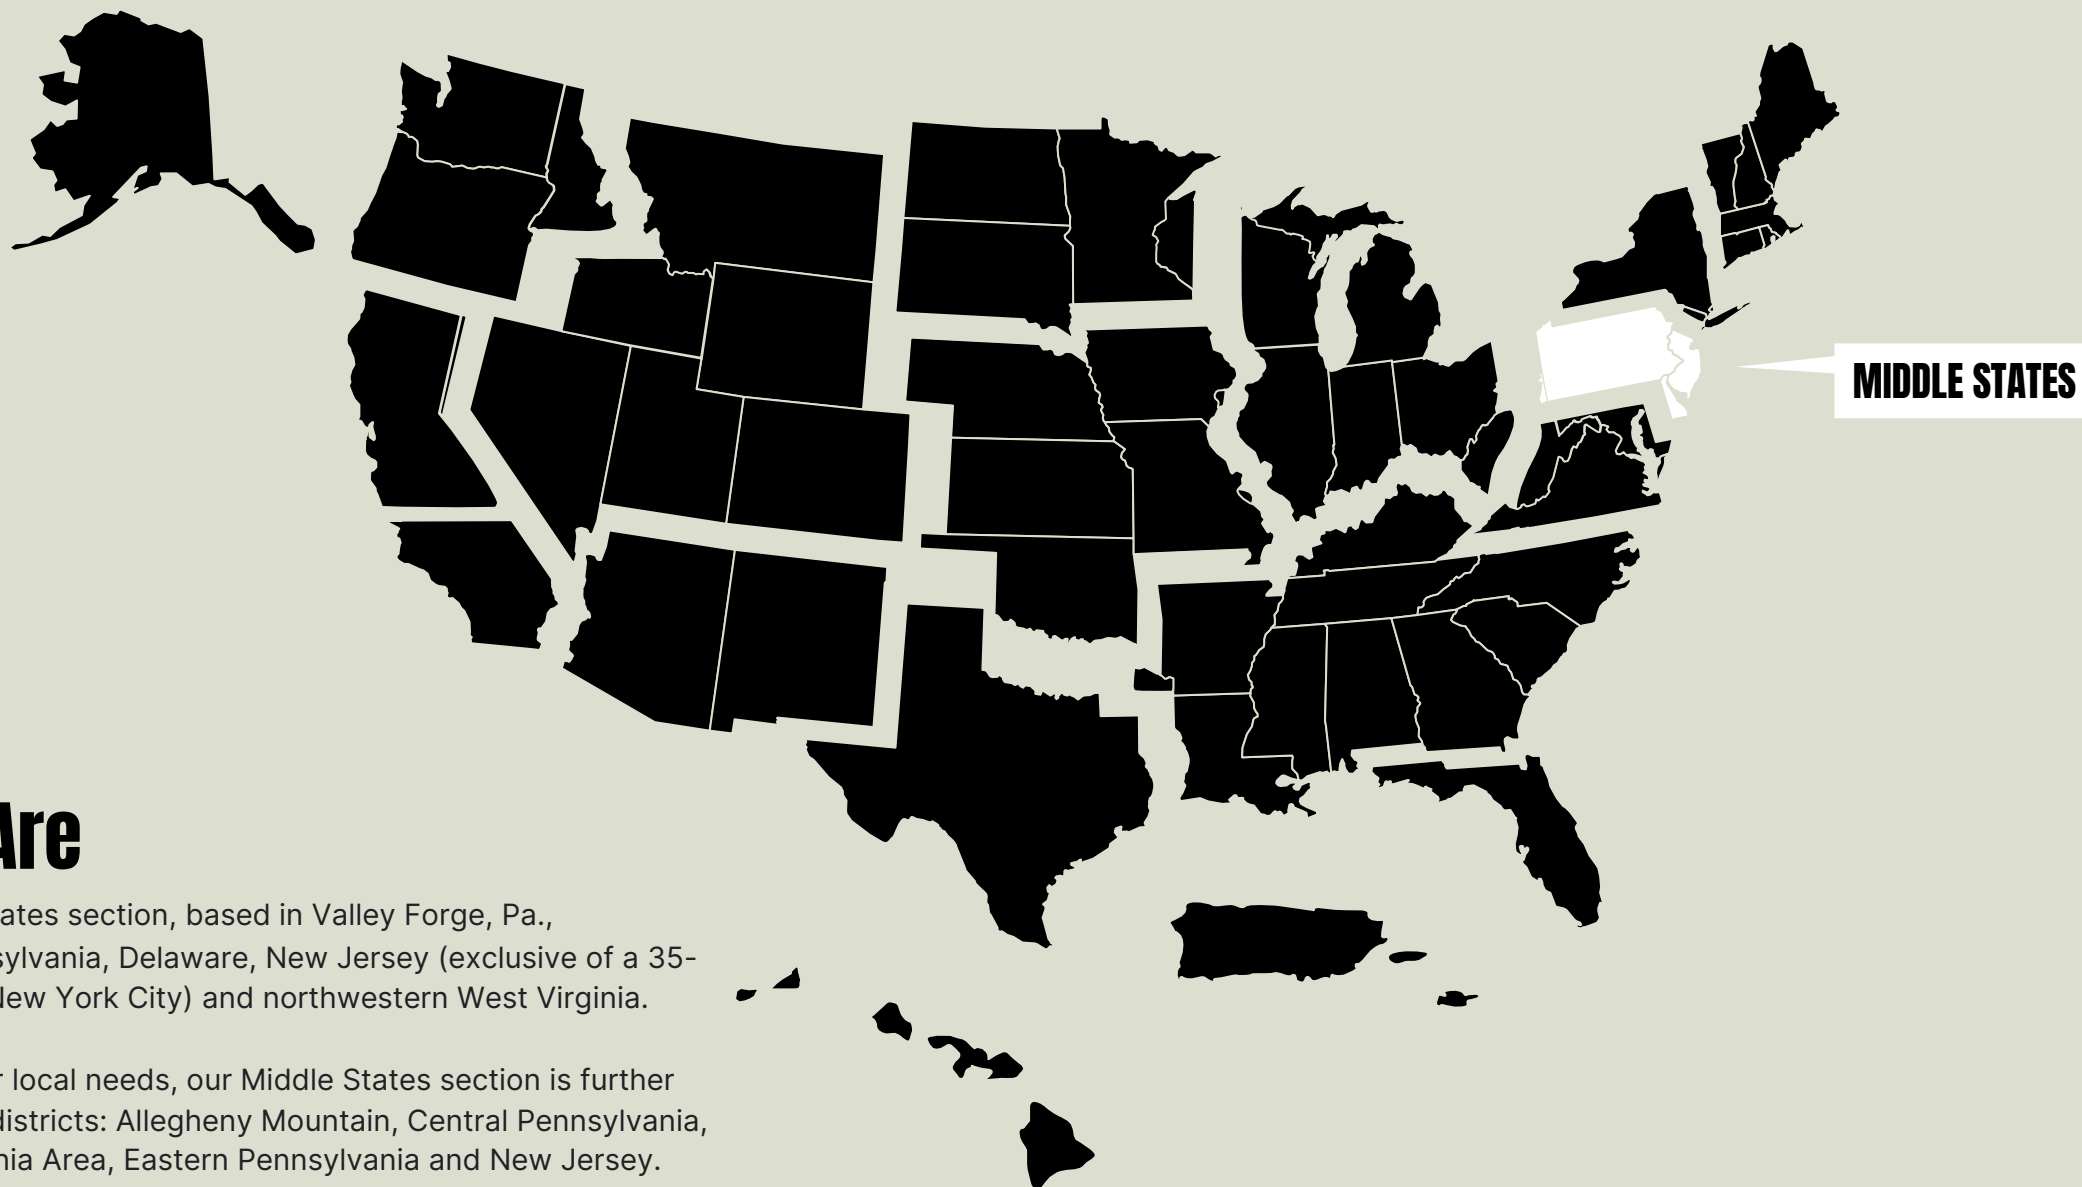 MIDDLE STATES
Are
ates section, based in Valley Forge, Pa.,
sylvania, Delaware, New Jersey (exclusive of a 35-
New York City) and northwestern West Virginia.
r local needs, our Middle States section is further
districts: Allegheny Mountain, Central Pennsylvania,
nia Area, Eastern Pennsylvania and New Jersey.